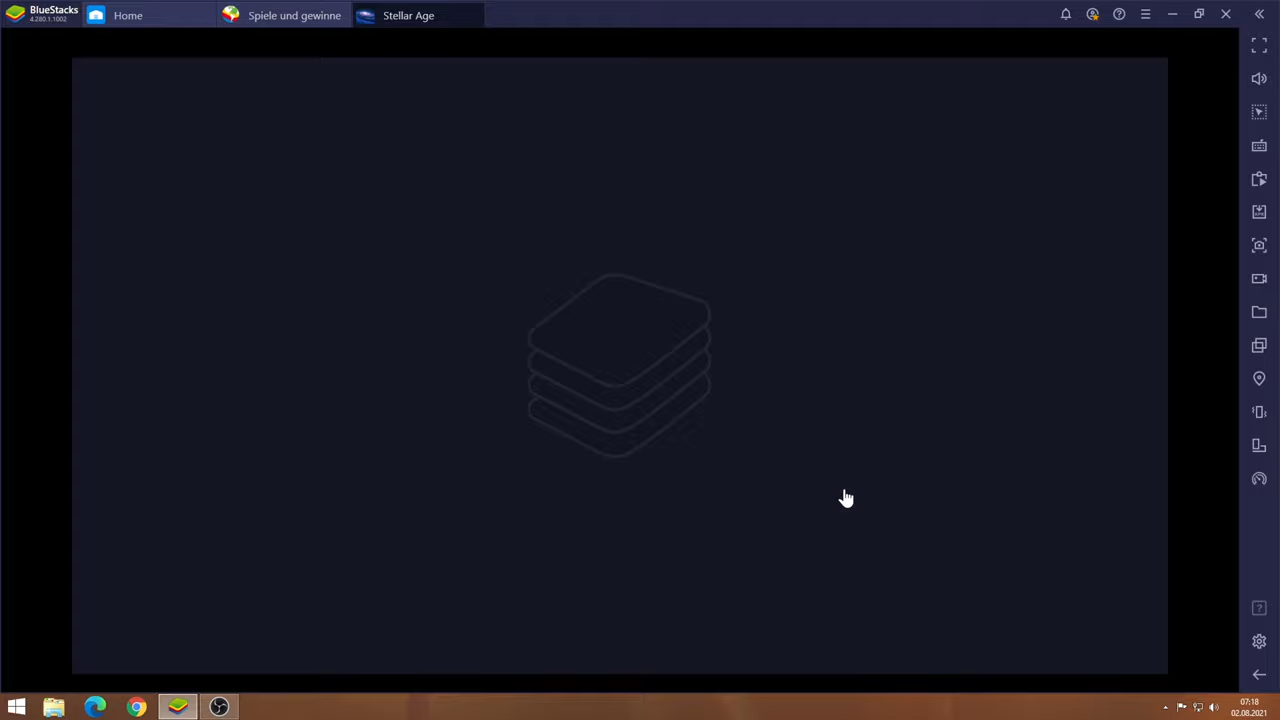 BlueStacks
4.280.1.1002
Home
Spiele und gewinne
Stellar Age
07:18
02.08.2021